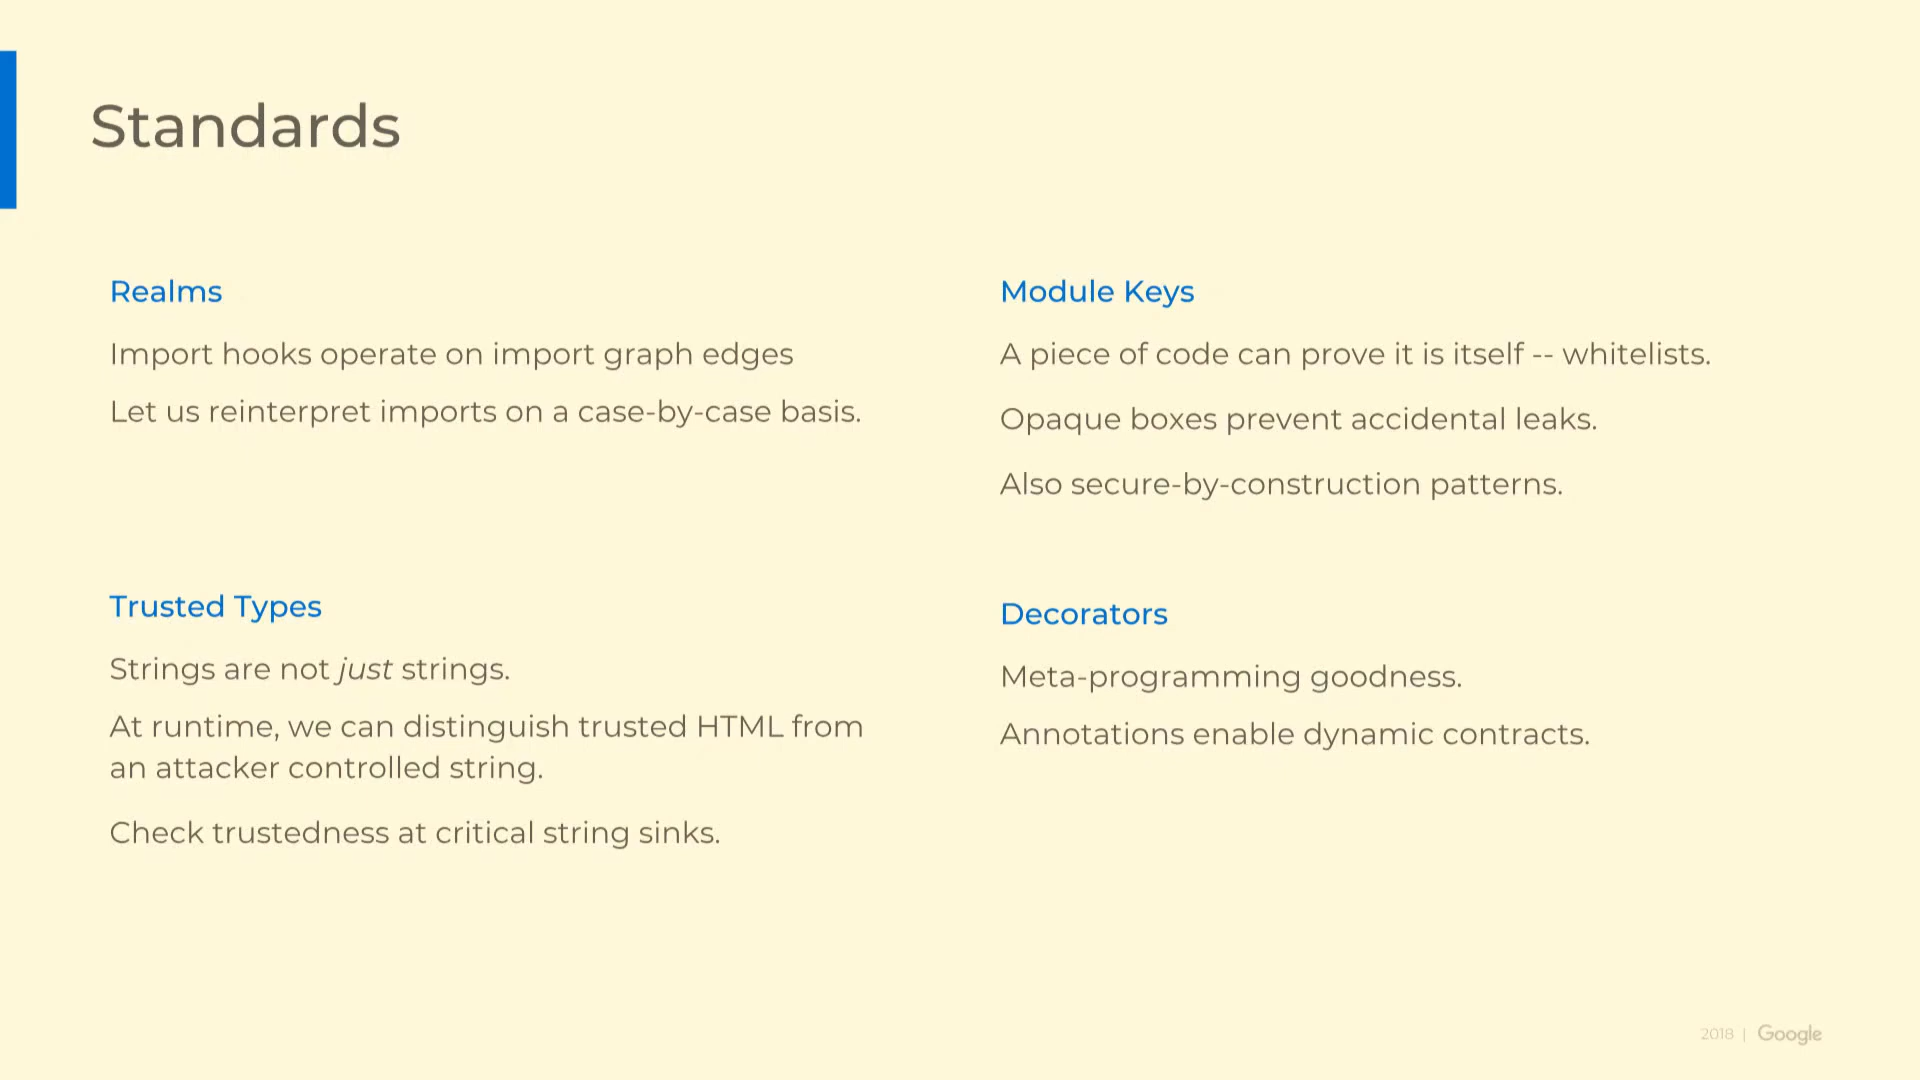 Standards
Realms
Import hooks operate on import graph edges
Let us reinterpret imports on a case-by-case basis.
Module Keys
A piece of code can prove it is itself -- whitelists.
Opaque boxes prevent accidental leaks.
Also secure-by-construction patterns.
Trusted Types
Strings are not just strings.
At runtime, we can distinguish trusted HTML from
an attacker controlled string.
Check trustedness at critical string sinks.
Decorators
Meta-programming goodness.
Annotations enable dynamic contracts.
2018 | Google